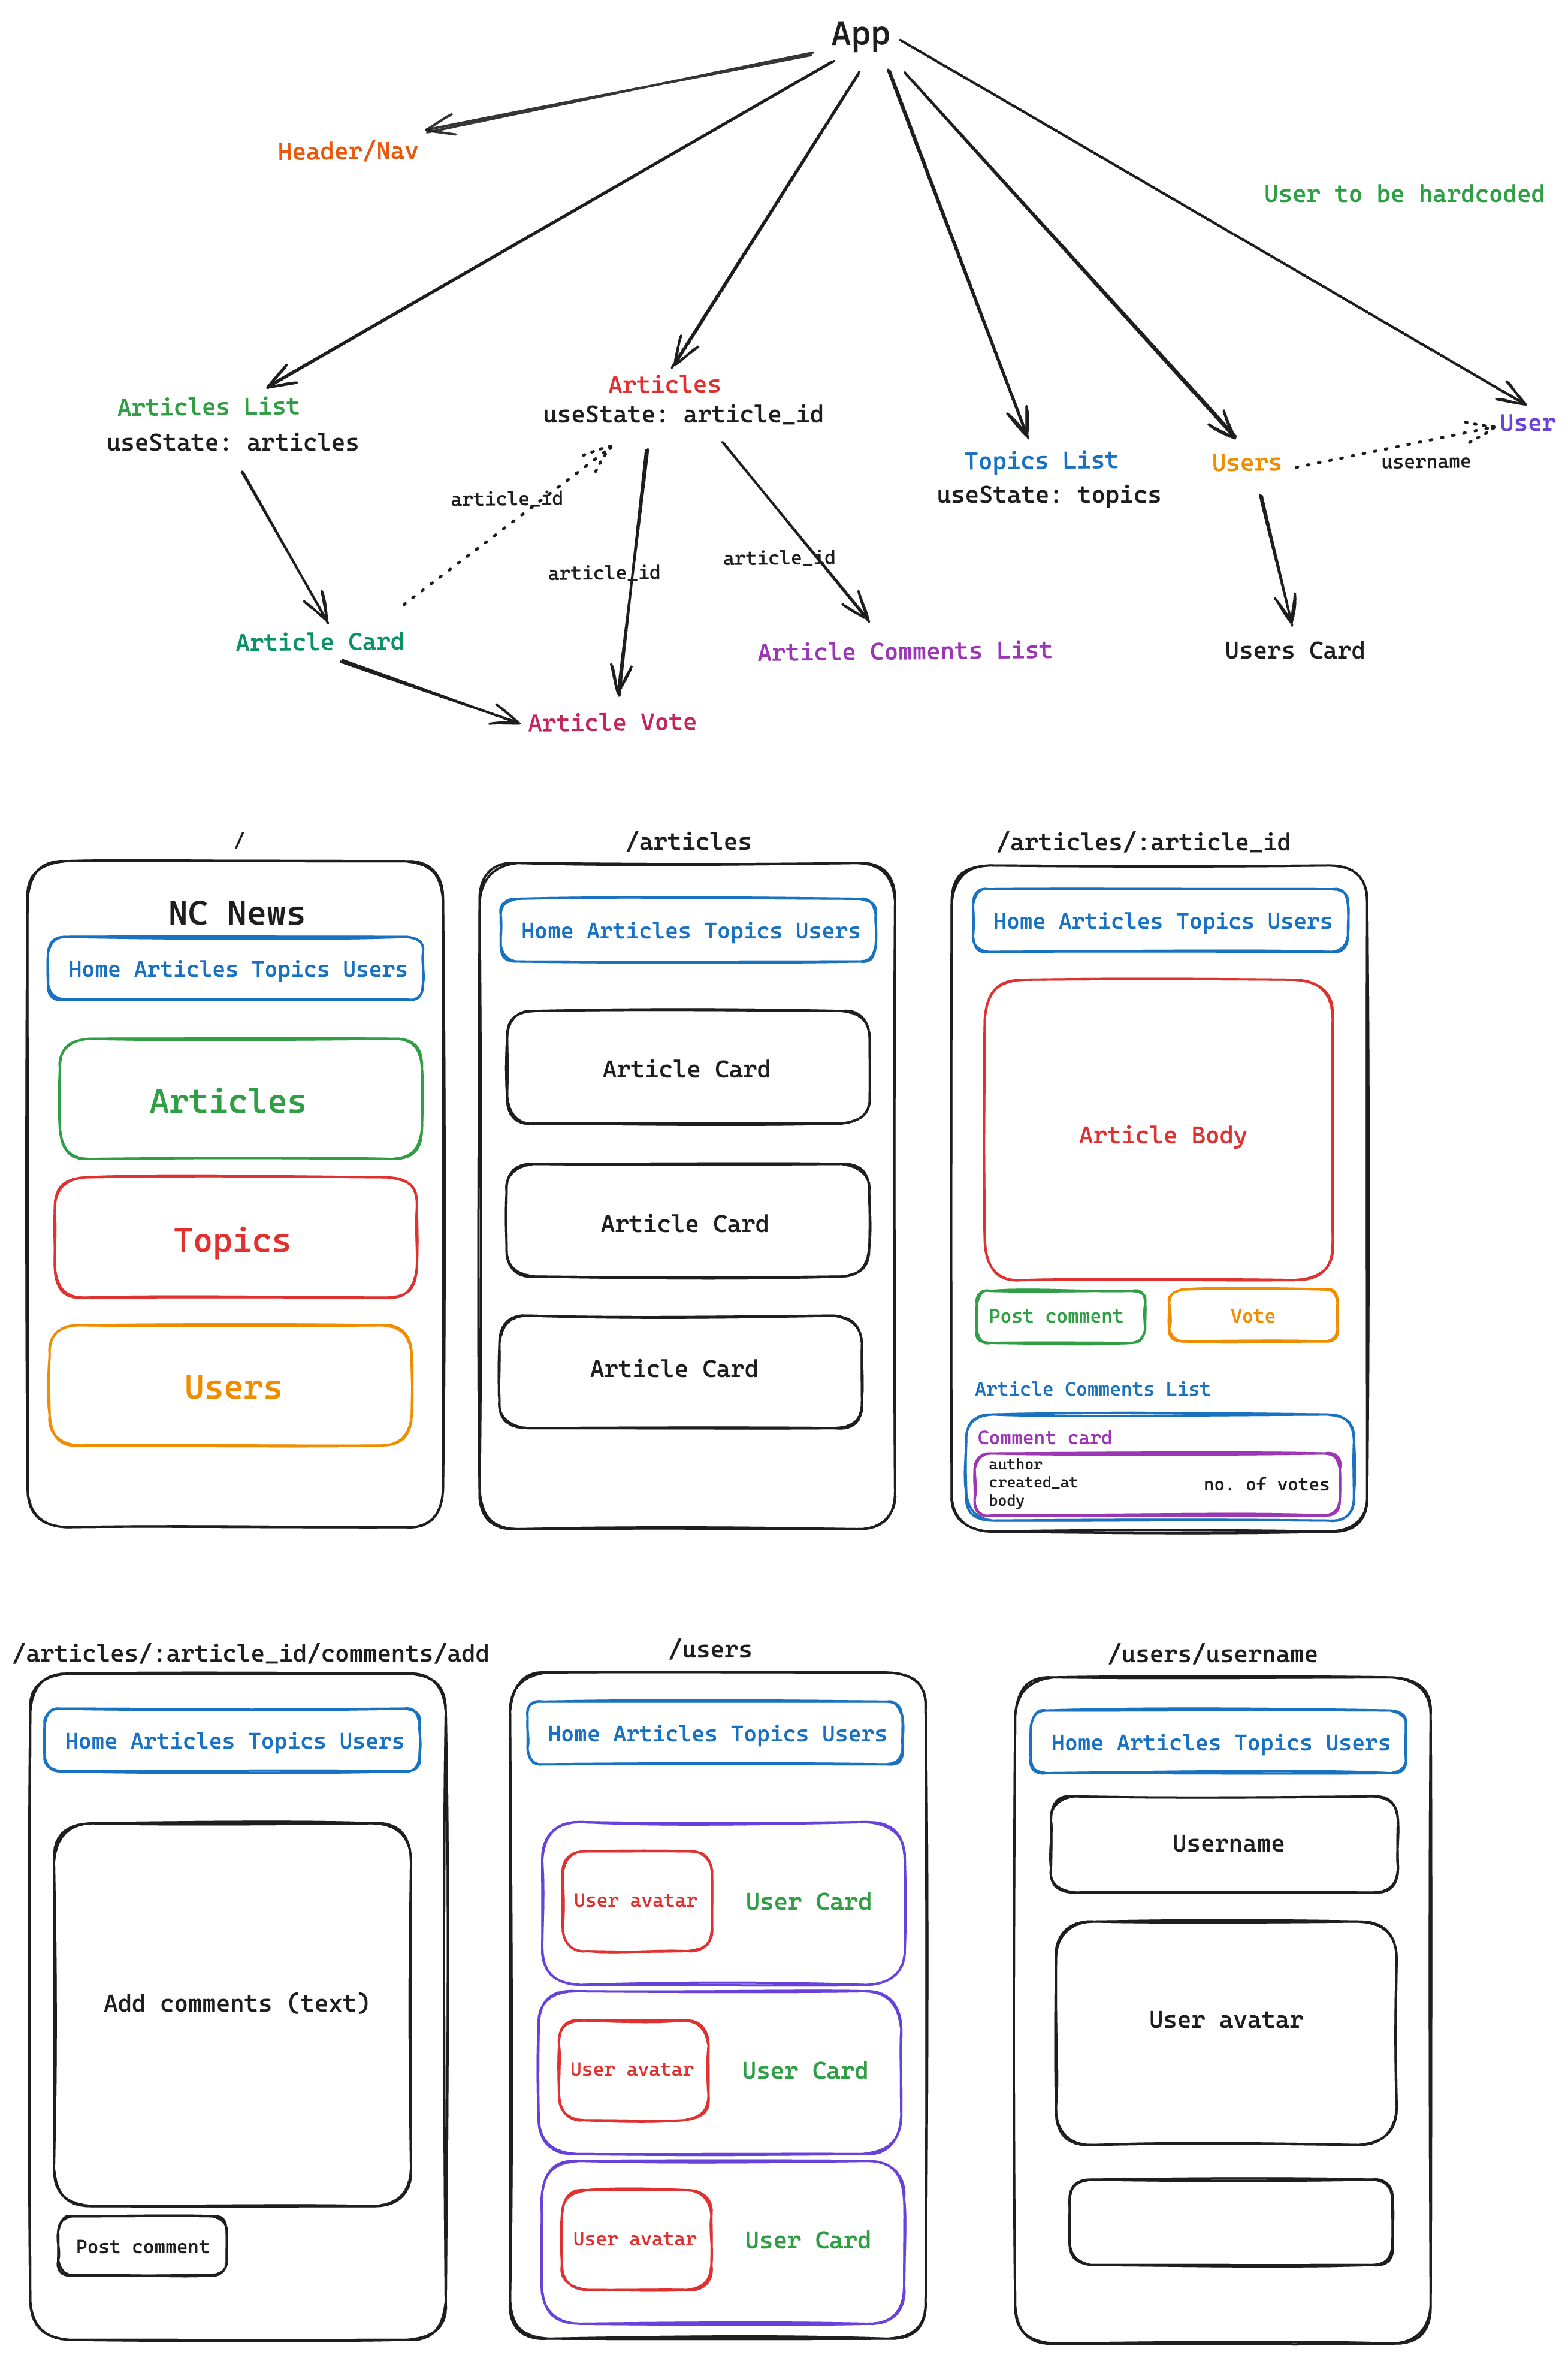 App
Header/Nav
User to be hardcoded
Articles List
useState: articles
Articles
useState: article_id
Topics List
useState: topics
Users
User
username
article_id
article_id
article_id
Article Card
Article Comments List
Users Card
Article Vote
/
NC News
Home Articles Topics Users
Articles
Topics
Users
/articles
Home Articles Topics Users
Article Card
Article Card
Article Card
/articles/:article_id
Home Articles Topics Users
Article Body
Post comment
Vote
Article Comments List
Comment card
author
created_at
body
no. of votes
/articles/:article_id/comments/add
Home Articles Topics Users
Add comments (text)
Post comment
/users
Home Articles Topics Users
User avatar
User Card
User avatar
User Card
User avatar
User Card
/users/username
Home Articles Topics Users
Username
User avatar